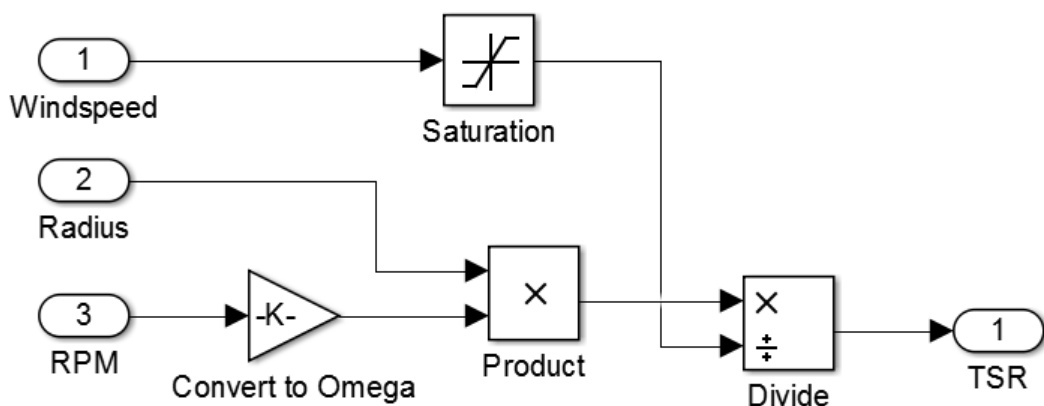 1
Windspeed
Saturation
2
Radius
×
3
RPM
-K-
Convert to Omega
Product
×
÷
Divide
1
TSR